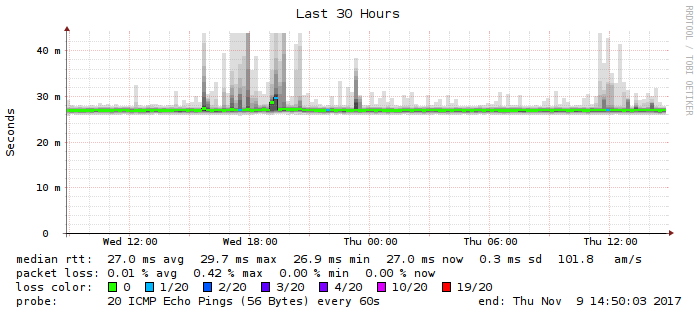 Last 30 Hours
RRDTOOL / TOBI OETIKER
Seconds
40 m
30 m
20 m
10 m
0
Wed 12:00 Wed 18:00 Thu 00:00 Thu 06:00 Thu 12:00
median rtt: 27.0 ms avg 29.7 ms max 26.9 ms min 27.0 ms now 0.3 ms sd 101.8 am/s
packet loss: 0.01 % avg 0.42 % max 0.00 % min 0.00 % now
loss color: 0 1/20 2/20 3/20 4/20 10/20 19/20
probe: 20 ICMP Echo Pings (56 Bytes) every 60s end: Thu Nov 9 14:50:03 2017